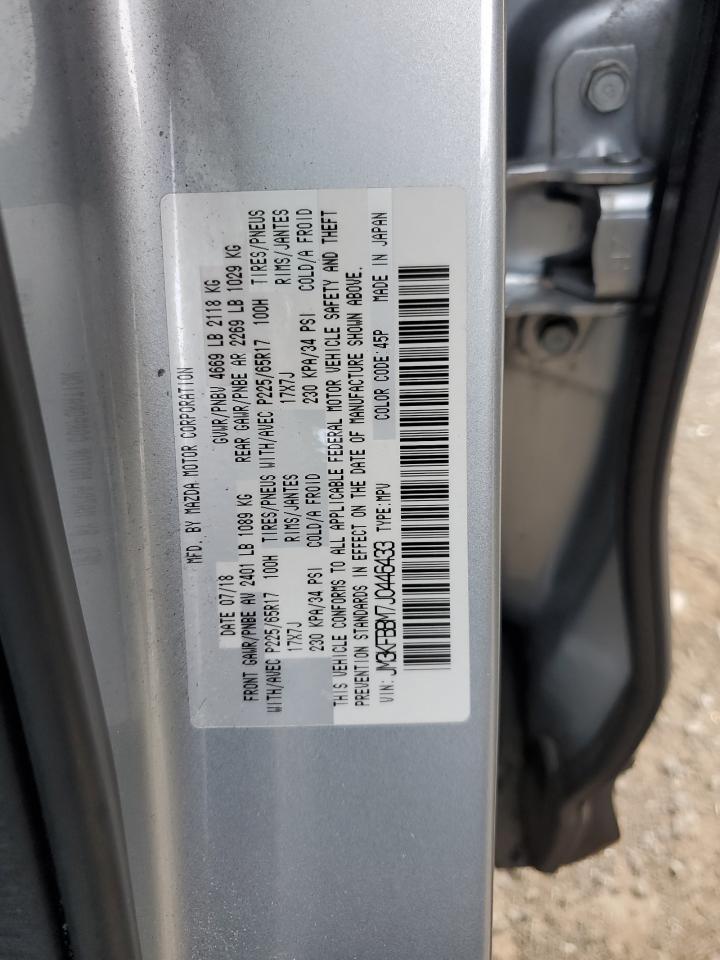 MFD. BY MAZDA MOTOR CORPORATION
DATE 07/18 GVWR/PNBV 4669 LB 2118 KG
FRONT GAWR/PNBE AV 2401 LB 1089 KG REAR GAWR/PNBE AR 2269 LB 1029 KG
WITH/AVEC P225/65R17 100H TIRES/PNEUS WITH/AVEC P225/65R17 100H TIRES/PNEUS
17X7J RIMS/JANTES 17X7J RIMS/JANTES
230 KPA/34 PSI COLD/A FROID 230 KPA/34 PSI COLD/A FROID
THIS VEHICLE CONFORMS TO ALL APPLICABLE FEDERAL MOTOR VEHICLE SAFETY AND THEFT
PREVENTION STANDARDS IN EFFECT ON THE DATE OF MANUFACTURE SHOWN ABOVE.
VIN: JM3KFBBM7J0446433 TYPE:MPV COLOR CODE:45P MADE IN JAPAN